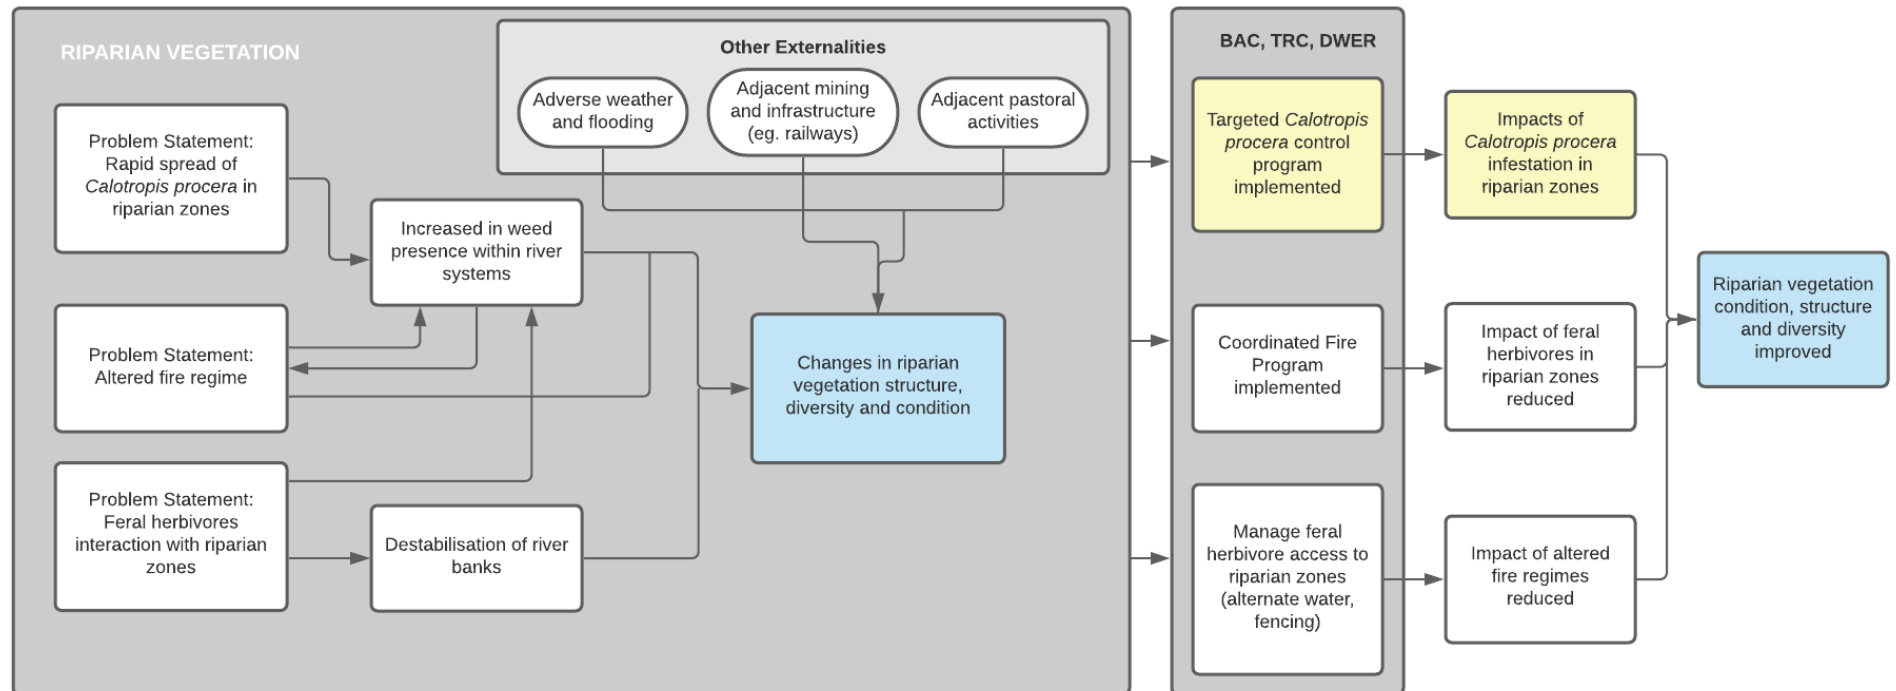 RIPARIAN VEGETATION
Other Externalities
Adverse weather
and flooding
Adjacent mining
and infrastructure
(eg. railways)
Adjacent pastoral
activities
Problem Statement:
Rapid spread of
Calotropis procera in
riparian zones
Increased in weed
presence within river
systems
Problem Statement:
Altered fire regime
Problem Statement:
Feral herbivores
interaction with riparian
zones
Destabilisation of river
banks
Changes in riparian
vegetation structure,
diversity and condition
BAC, TRC, DWER
Targeted Calotropis
procera control
program
implemented
Coordinated Fire
Program
implemented
Manage feral
herbivore access to
riparian zones
(alternate water,
fencing)
Impacts of
Calotropis procera
infestation in
riparian zones
Impact of feral
herbivores in
riparian zones
reduced
Impact of altered
fire regimes
reduced
Riparian vegetation
condition, structure
and diversity
improved